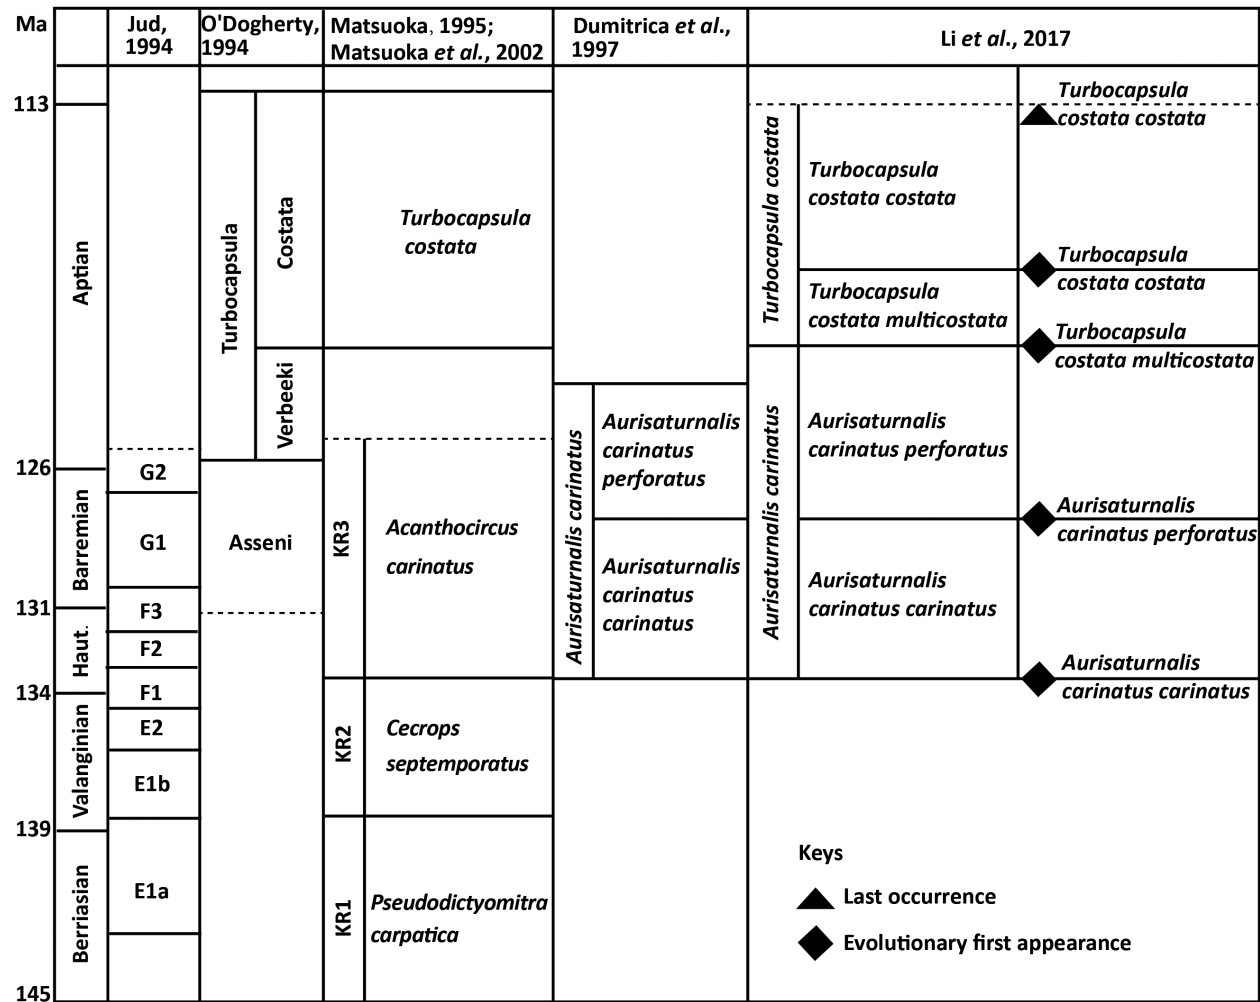 Ma
Jud,
1994
O'Dogherty,
1994
Matsuoka, 1995;
Matsuoka et al., 2002
Dumitrica et al.,
1997
Li et al., 2017
113
126
131
134
139
145
Aptian
Barremian
Haut.
Valanginian
Berriasian
G2
G1
F3
F2
F1
E2
E1b
E1a
Turbocapsula
Costata
Verbeeki
Asseni
Turbocapsula
costata
KR3
Acanthocircus
carinatus
KR2
Cecrops
septemporatus
KR1
Pseudodictyomitra
carpatica
Aurisaturnalis carinatus
Aurisaturnalis
carinatus
perforatus
Aurisaturnalis
carinatus
carinatus
Turbocapsula costata
Turbocapsula
costata costata
Turbocapsula
costata multicostata
Aurisaturnalis carinatus
Aurisaturnalis
carinatus perforatus
Aurisaturnalis
carinatus carinatus
Turbocapsula
costata costata
Turbocapsula
costata costata
Turbocapsula
costata multicostata
Aurisaturnalis
carinatus perforatus
Aurisaturnalis
carinatus carinatus
Keys
Last occurrence
Evolutionary first appearance